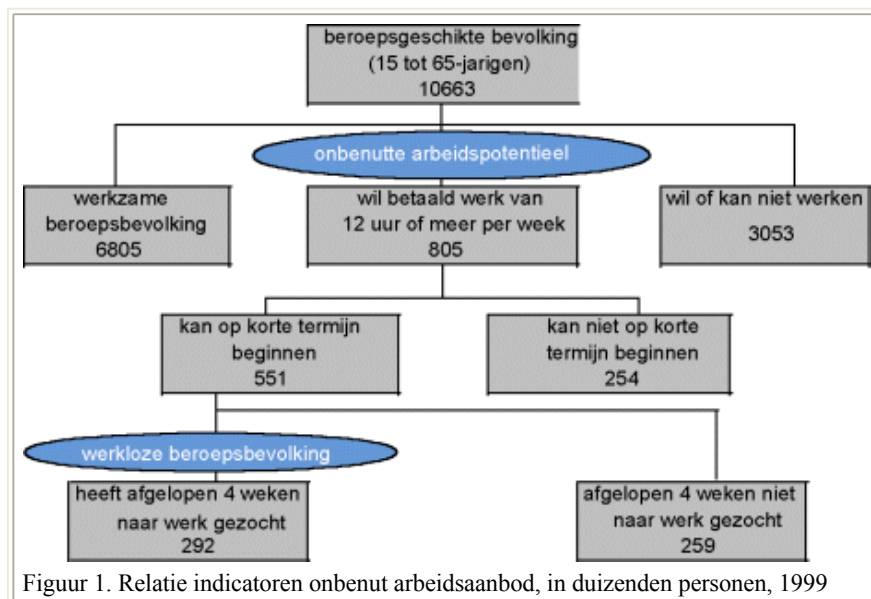 beroepsgeschikte bevolking
(15 tot 65-jarigen)
10663
onbenutte arbeidspotentieel
werkzame
beroepsbevolking
6805
wil betaald werk van
12 uur of meer per week
805
wil of kan niet werken
3053
kan op korte termijn
beginnen
551
kan niet op korte
termijn beginnen
254
werkloze beroepsbevolking
heeft afgelopen 4 weken
naar werk gezocht
292
afgelopen 4 weken niet
naar werk gezocht
259
Figuur 1. Relatie indicatoren onbenut arbeidsaanbod, in duizenden personen, 1999